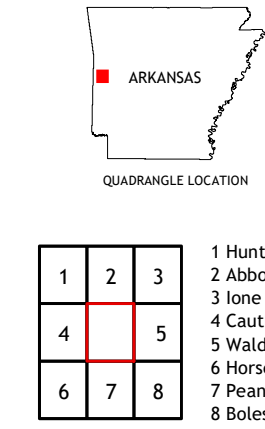 ARKANSAS
QUADRANGLE LOCATION
1 2 3
4 5
6 7 8
1 Hunt
2 Abbo
3 Ione
4 Caut
5 Wald
6 Horse
7 Pean
8 Boles